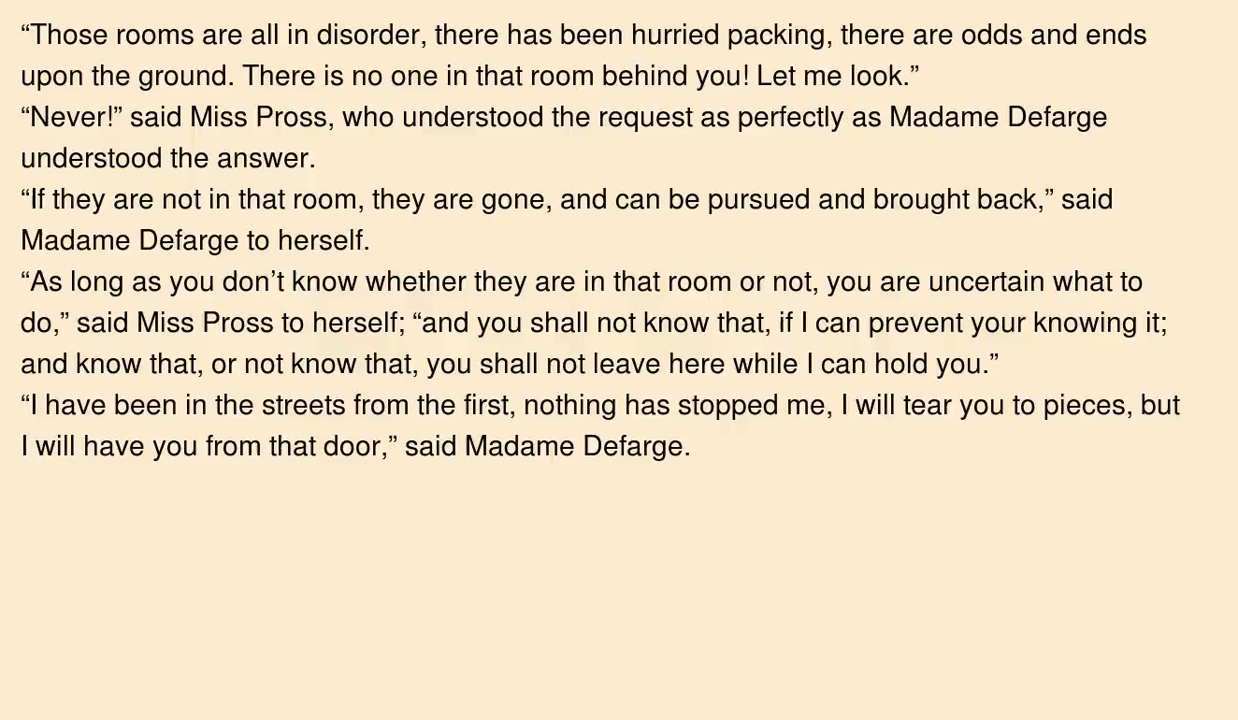 “Those rooms are all in disorder, there has been hurried packing, there are odds and ends
upon the ground. There is no one in that room behind you! Let me look.”
“Never!” said Miss Pross, who understood the request as perfectly as Madame Defarge
understood the answer.
“If they are not in that room, they are gone, and can be pursued and brought back,” said
Madame Defarge to herself.
“As long as you don’t know whether they are in that room or not, you are uncertain what to
do,” said Miss Pross to herself; “and you shall not know that, if I can prevent your knowing it;
and know that, or not know that, you shall not leave here while I can hold you.”
“I have been in the streets from the first, nothing has stopped me, I will tear you to pieces, but
I will have you from that door,” said Madame Defarge.